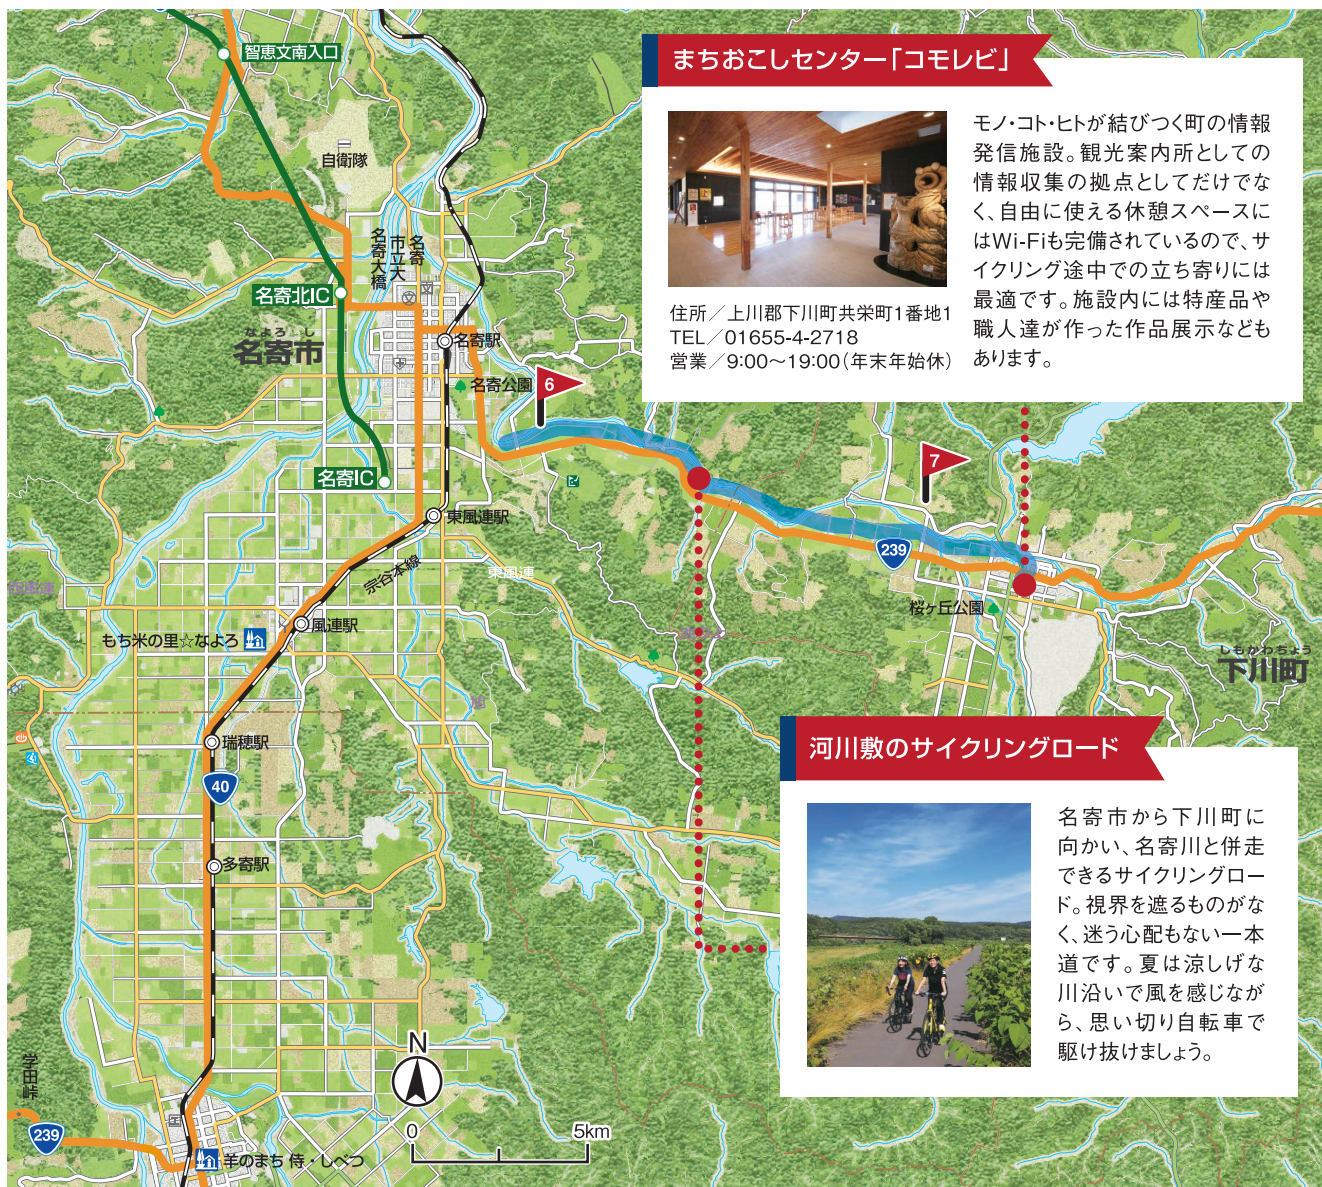 智恵文南入口
自衛隊
名寄大橋
市立大
名寄
名寄北IC
なよろ し
名寄市
名寄駅
名寄公園
6
名寄IC
東風連駅
宗谷本線
東風連
風連駅
もち米の里☆なよろ
瑞穂駅
40
多寄駅
学田峠
239
羊のまち 侍・しべつ
N
0 5km
7
239
桜ヶ丘公園
しもかわちょう
下川町
まちおこしセンター「コモレビ」
モノ・コト・ヒトが結びつく町の情報
発信施設。観光案内所としての
情報収集の拠点としてだけでな
く、自由に使える休憩スペースに
はWi-Fiも完備されているので、サ
イクリング途中での立ち寄りには
最適です。施設内には特産品や
職人達が作った作品展示なども
あります。
住所／上川郡下川町共栄町1番地1
TEL／01655-4-2718
営業／9:00〜19:00（年末年始休）
河川敷のサイクリングロード
名寄市から下川町に
向かい、名寄川と併走
できるサイクリングロー
ド。視界を遮るものがな
く、迷う心配もない一本
道です。夏は涼しげな
川沿いで風を感じなが
ら、思い切り自転車で
駆け抜けましょう。